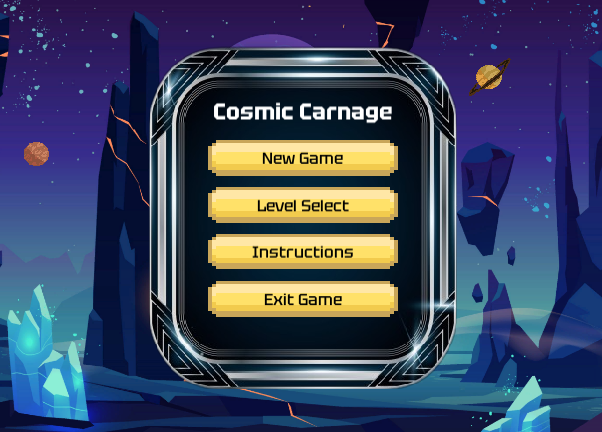 Cosmic Carnage
New Game
Level Select
Instructions
Exit Game